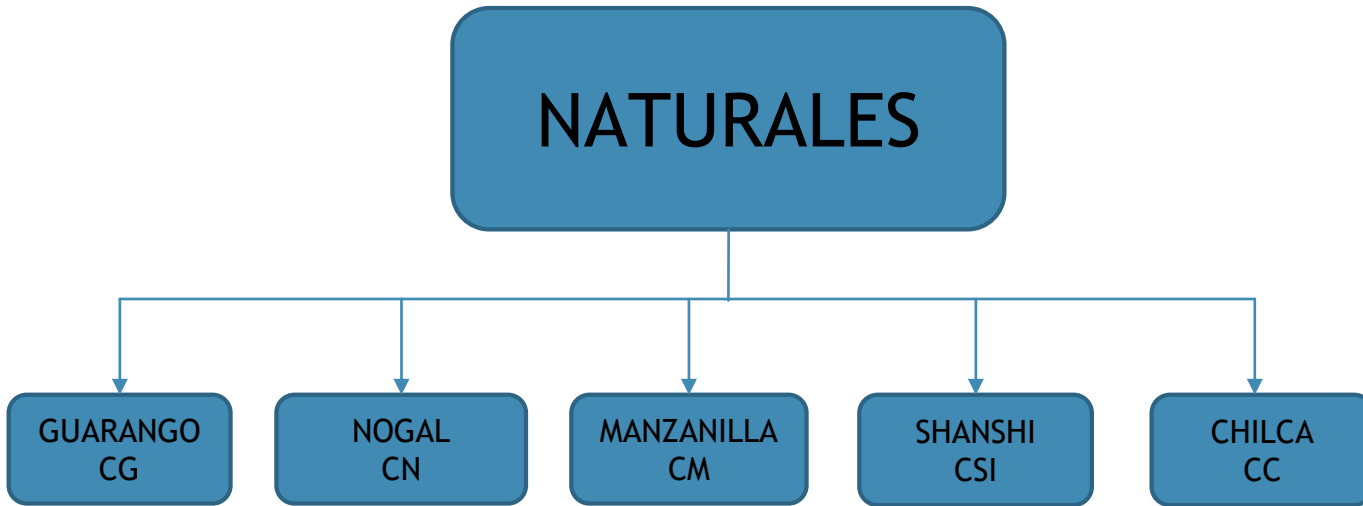 NATURALES
GUARANGO
CG
NOGAL
CN
MANZANILLA
CM
SHANSHI
CSI
CHILCA
CC